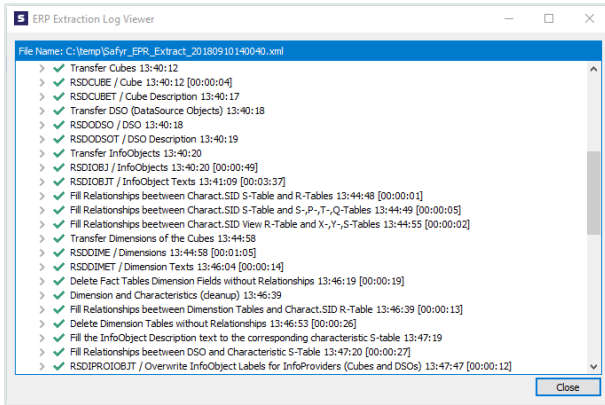 S ERP Extraction Log Viewer
File Name: C:\temp\Safyr_EPR_Extract_20180910140040.xml
Transfer Cubes 13:40:12
RSDCUBE / Cube 13:40:12 [00:00:04]
RSDCUBET / Cube Description 13:40:17
Transfer DSO (DataSource Objects) 13:40:18
RSDODSO / DSO 13:40:18
RSDODSOT / DSO Description 13:40:19
Transfer InfoObjects 13:40:20
RSDIOBJ / InfoObjects 13:40:20 [00:00:49]
RSDIOBJT / InfoObject Texts 13:41:09 [00:03:37]
Fill Relationships beetween Charact.SID S-Table and R-Tables 13:44:48 [00:00:01]
Fill Relationships beetween Charact.SID S-Table and S-,P-,T-,Q-Tables 13:44:49 [00:00:05]
Fill Relationships beetween Charact.SID View R-Table and X-,Y-,S-Tables 13:44:55 [00:00:02]
Transfer Dimensions of the Cubes 13:44:58
RSDDIME / Dimensions 13:44:58 [00:01:05]
RSDDIMET / Dimension Texts 13:46:04 [00:00:14]
Delete Fact Tables Dimension Fields without Relationships 13:46:19 [00:00:19]
Dimension and Characteristics (cleanup) 13:46:39
Fill Relationships beetween Dimenstion Tables and Charact.SID R-Table 13:46:39 [00:00:13]
Delete Dimension Tables without Relationships 13:46:53 [00:00:26]
Fill the InfoObject Description text to the corresponding characteristic S-table 13:47:19
Fill Relationships beetween DSO and Characteristic S-Table 13:47:20 [00:00:27]
RSDIPROIOBJT / Overwrite InfoObject Labels for InfoProviders (Cubes and DSOs) 13:47:47 [00:00:12]
Close